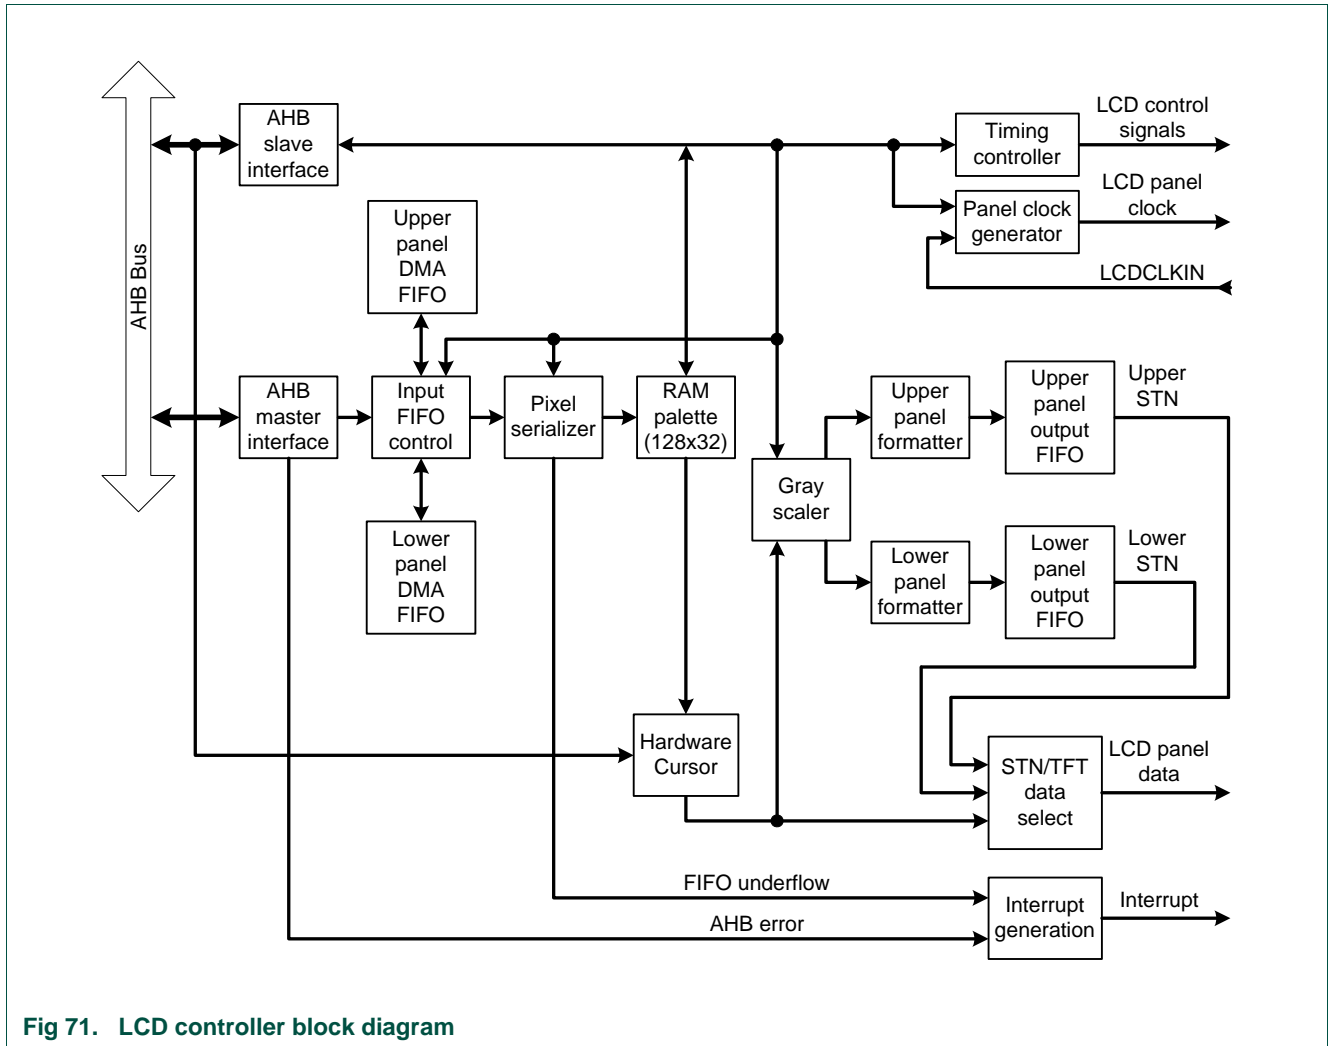 AHB Bus
AHB
slave
interface
Timing
controller
LCD control
signals
Panel clock
generator
LCD panel
clock
LCDCLKIN
Upper
panel
DMA
FIFO
AHB
master
interface
Input
FIFO
control
Pixel
serializer
RAM
palette
(128x32)
Lower
panel
DMA
FIFO
Gray
scaler
Upper
panel
formatter
Upper
panel
output
FIFO
Upper
STN
Lower
panel
formatter
Lower
panel
output
FIFO
Lower
STN
Hardware
Cursor
STN/TFT
data
select
LCD panel
data
FIFO underflow
AHB error
Interrupt
generation
Interrupt
Fig 71. LCD controller block diagram